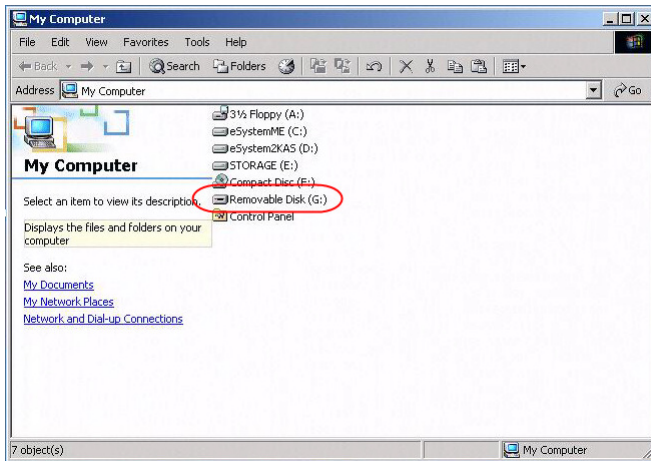 My Computer
File Edit View Favorites Tools Help
Back Search Folders
Address My Computer Go
3½ Floppy (A:)
eSystemME (C:)
eSystem2KAS (D:)
STORAGE (E:)
Compact Disc (F:)
Removable Disk (G:)
Control Panel
My Computer
Select an item to view its description.
Displays the files and folders on your
computer
See also:
My Documents
My Network Places
Network and Dial-up Connections
7 object(s) My Computer